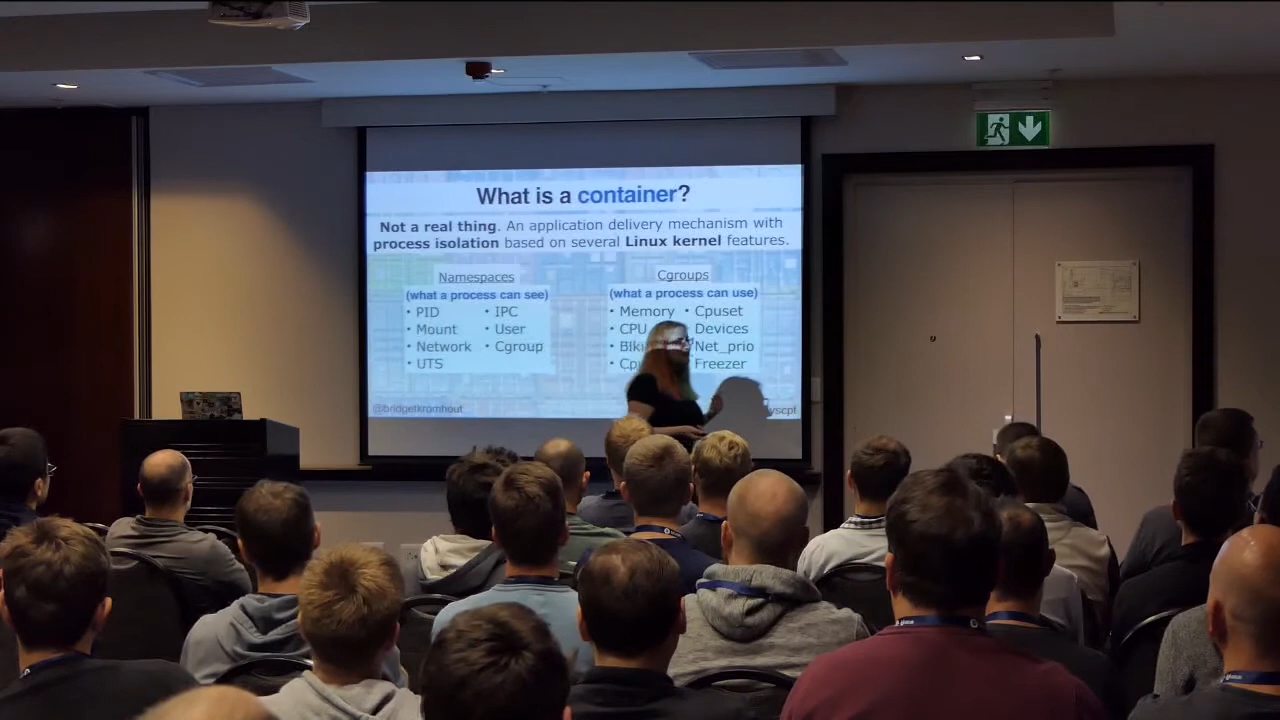 What is a container?
Not a real thing. An application delivery mechanism with
process isolation based on several Linux kernel features.
Namespaces
(what a process can see)
• PID
• Mount
• Network
• UTS
• IPC
• User
• Cgroup
Cgroups
(what a process can use)
• Memory
• CPU
• Cpuset
Devices
Net_prio
Freezer
@bridgetkromhout